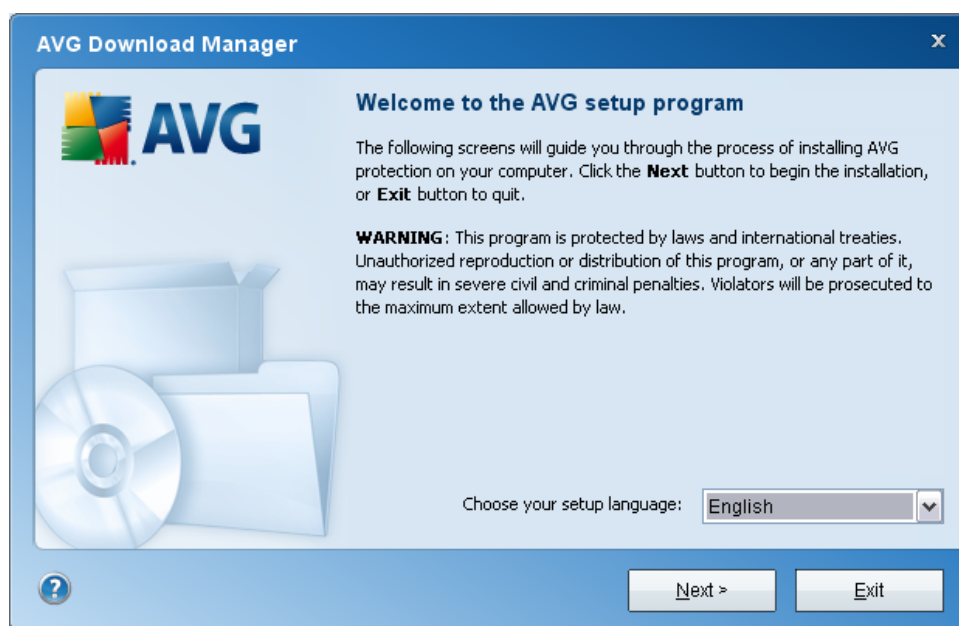 AVG Download Manager
x
AVG
Welcome to the AVG setup program
The following screens will guide you through the process of installing AVG
protection on your computer. Click the Next button to begin the installation,
or Exit button to quit.
WARNING: This program is protected by laws and international treaties.
Unauthorized reproduction or distribution of this program, or any part of it,
may result in severe civil and criminal penalties. Violators will be prosecuted to
the maximum extent allowed by law.
Choose your setup language: English
? Next > Exit